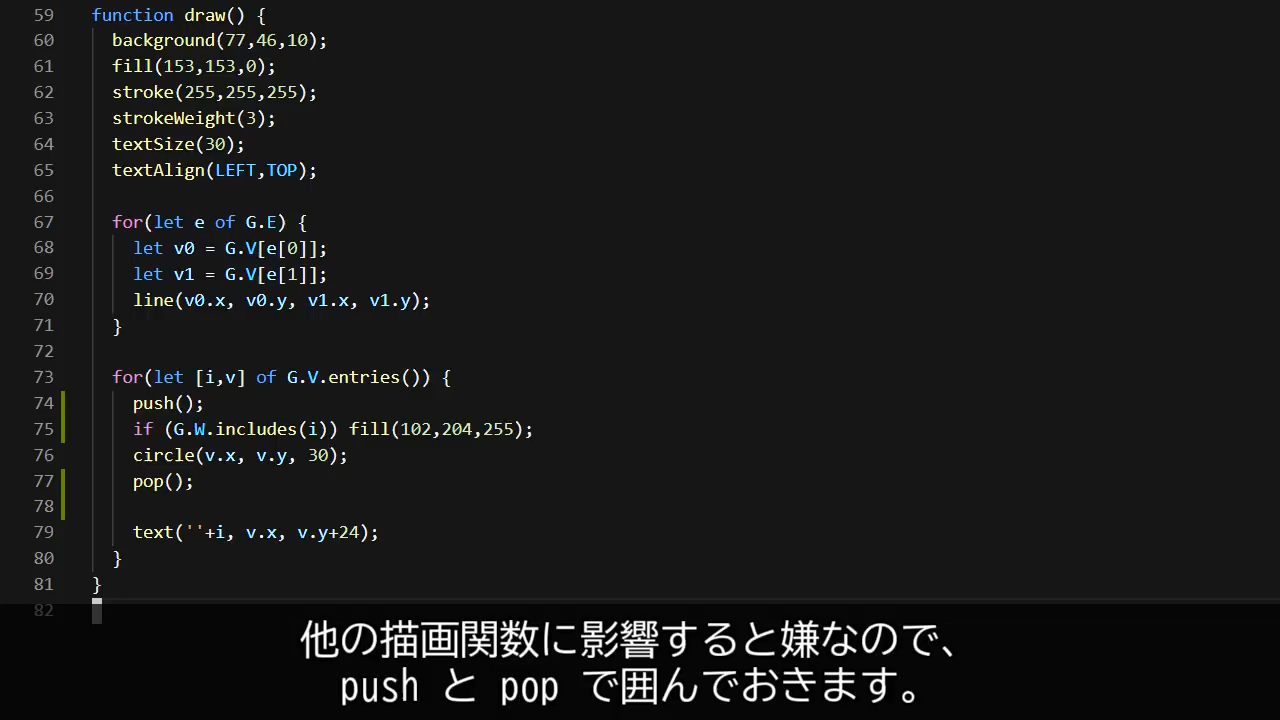 59 function draw() {
60   background(77,46,10);
61   fill(153,153,0);
62   stroke(255,255,255);
63   strokeWeight(3);
64   textSize(30);
65   textAlign(LEFT,TOP);
66
67   for(let e of G.E) {
68     let v0 = G.V[e[0]];
69     let v1 = G.V[e[1]];
70     line(v0.x, v0.y, v1.x, v1.y);
71   }
72
73   for(let [i,v] of G.V.entries()) {
74     push();
75     if (G.W.includes(i)) fill(102,204,255);
76     circle(v.x, v.y, 30);
77     pop();
78
79     text(''+i, v.x, v.y+24);
80   }
81 }
82
他の描画関数に影響すると嫌なので、
push と pop で囲んでおきます。